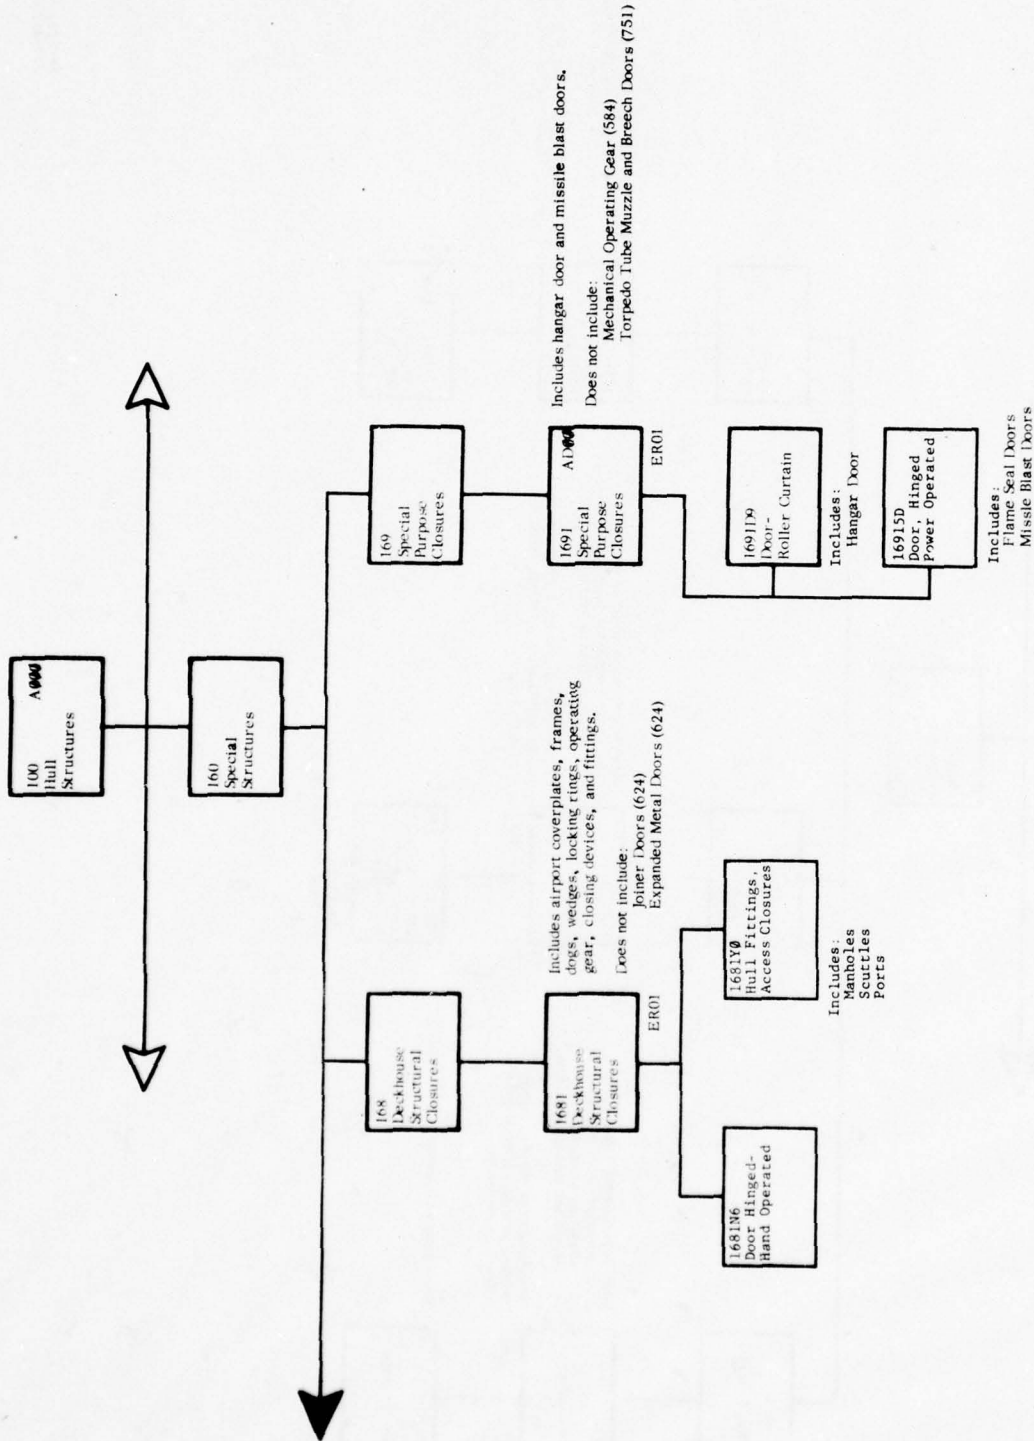 100 A000
Hull
Structures
160
Special
Structures
168
Deckhouse
Structural
Closures
169
Special
Purpose
Closures
1681
Deckhouse
Structural
Closures
ER01
Includes airport coverplates, frames,
dogs, wedges, locking rings, operating
gear, closing devices, and fittings.
Does not include:
Joiner Doors (624)
Expanded Metal Doors (624)
1691 AD00
Special
Purpose
Closures
ER01
Includes hangar door and missile blast doors.
Does not include:
Mechanical Operating Gear (584)
Torpedo Tube Muzzle and Breech Doors (751)
1681N6
Door Hinged-
Hand Operated
1681Y0
Hull Fittings,
Access Closures
Includes:
Manholes
Scuttles
Ports
1691D9
Door-
Roller Curtain
Includes:
Hangar Door
16915D
Door, Hinged
Power Operated
Includes:
Flame Seal Doors
Missle Blast Doors